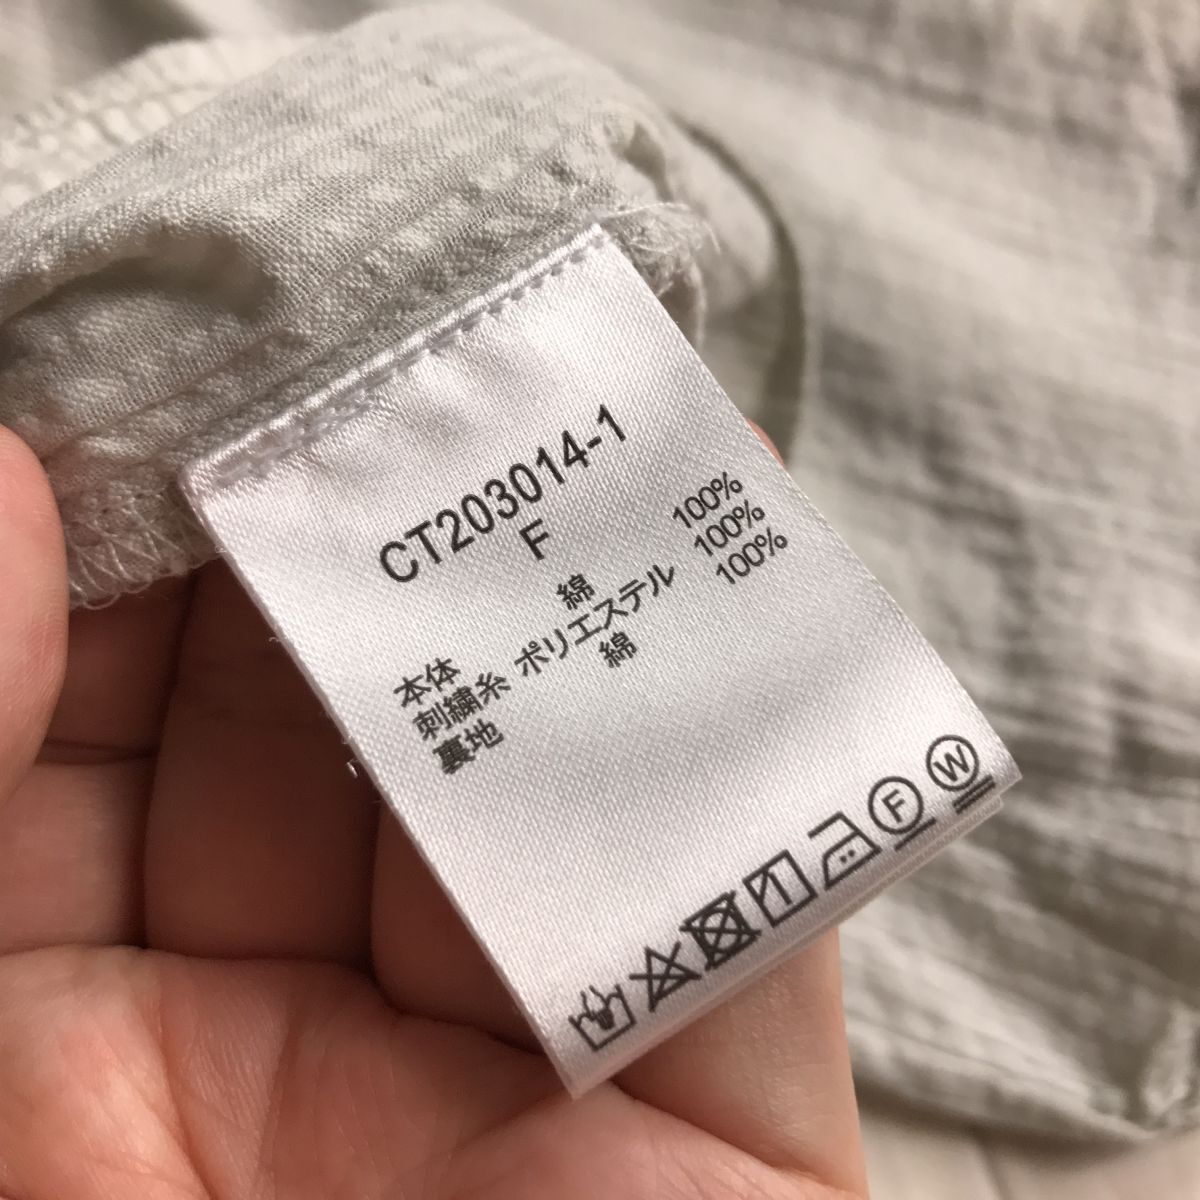 CT203014-1
F
本体 綿 100%
刺繍糸 ポリエステル 100%
裏地 綿 100%
F W